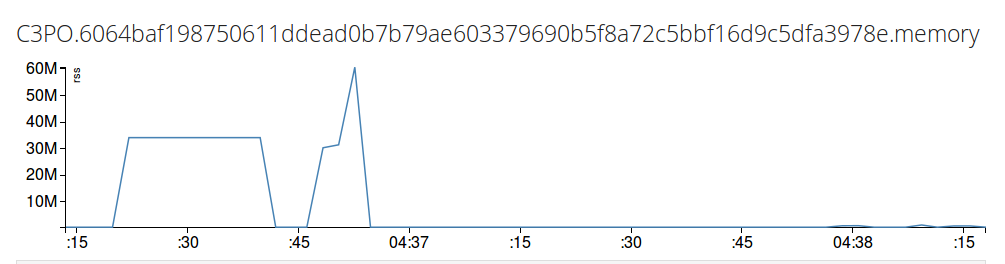 C3PO.6064baf198750611ddead0b7b79ae603379690b5f8a72c5bbf16d9c5dfa3978e.memory
60M
rss
50M
40M
30M
20M
10M
:15 :30 :45 04:37 :15 :30 :45 04:38 :15